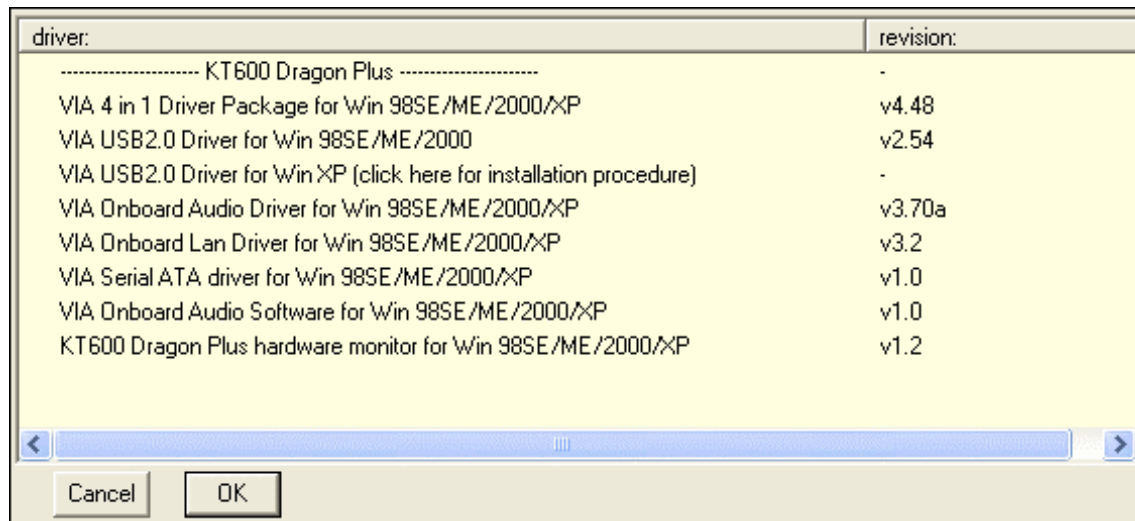 driver: revision:
----------------------- KT600 Dragon Plus ----------------------- -
VIA 4 in 1 Driver Package for Win 98SE/ME/2000/XP v4.48
VIA USB2.0 Driver for Win 98SE/ME/2000 v2.54
VIA USB2.0 Driver for Win XP (click here for installation procedure) -
VIA Onboard Audio Driver for Win 98SE/ME/2000/XP v3.70a
VIA Onboard Lan Driver for Win 98SE/ME/2000/XP v3.2
VIA Serial ATA driver for Win 98SE/ME/2000/XP v1.0
VIA Onboard Audio Software for Win 98SE/ME/2000/XP v1.0
KT600 Dragon Plus hardware monitor for Win 98SE/ME/2000/XP v1.2
Cancel OK